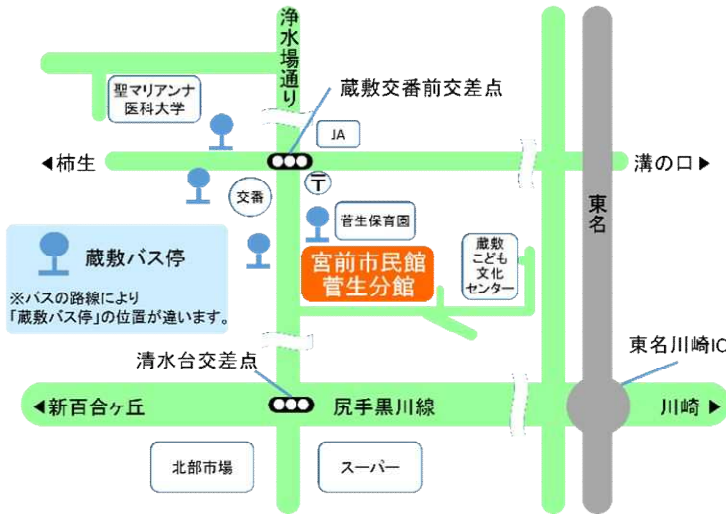 浄水場通り
聖マリアンナ
医科大学
蔵敷交番前交差点
JA
◀柿生
溝の口▶
〒
交番
菅生保育園
東名
蔵敷バス停
※バスの路線により
「蔵敷バス停」の位置が違います。
宮前市民館
菅生分館
蔵敷
こども
文化
センター
清水台交差点
東名川崎IC
◀新百合ヶ丘
尻手黒川線
川崎▶
北部市場
スーパー